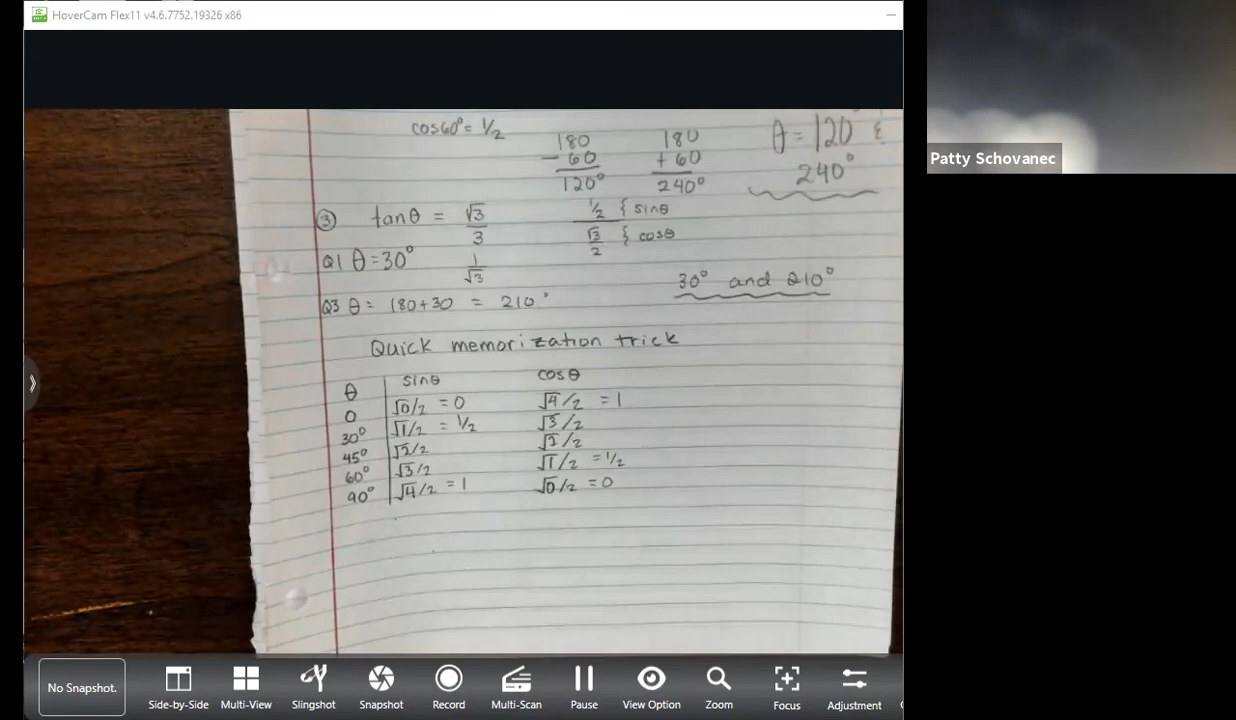 HoverCam Flex11 v4.6.7752.19326 x86
Patty Schovanec
cos60°=1/2
180
- 60
120°
180
+ 60
240°
θ = 120° &
240°
③ tanθ = √3/3
1/2 { sinθ
√3/2 { cosθ
Q1 θ=30°
1/√3
30° and 210°
Q3 θ = 180+30 = 210°
Quick memorization trick
θ sinθ cosθ
0 √0/2 = 0 √4/2 = 1
30° √1/2 = 1/2 √3/2
45° √2/2 √2/2
60° √3/2 √1/2 = 1/2
90° √4/2 = 1 √0/2 = 0
No Snapshot.
Side-by-Side
Multi-View
Slingshot
Snapshot
Record
Multi-Scan
Pause
View Option
Zoom
Focus
Adjustment